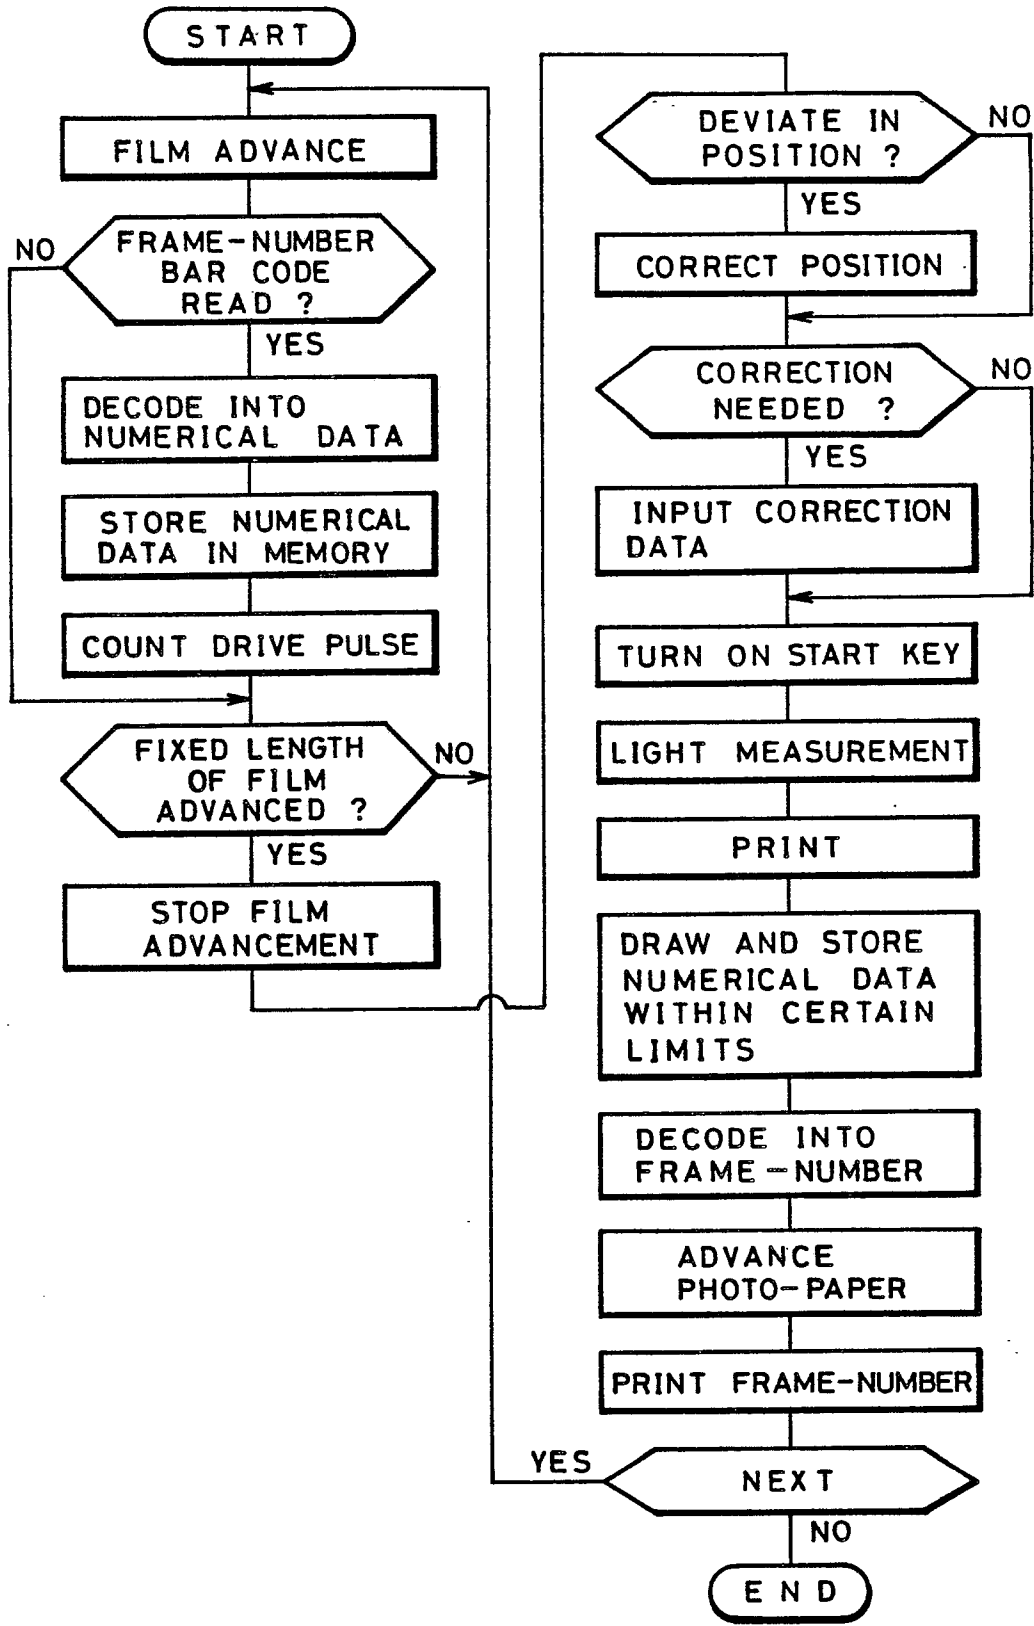 START
FILM ADVANCE
NO
FRAME-NUMBER
BAR CODE
READ ?
YES
DECODE INTO
NUMERICAL DATA
STORE NUMERICAL
DATA IN MEMORY
COUNT DRIVE PULSE
FIXED LENGTH
OF FILM
ADVANCED ?
NO
YES
STOP FILM
ADVANCEMENT
DEVIATE IN
POSITION ?
NO
YES
CORRECT POSITION
CORRECTION
NEEDED ?
NO
YES
INPUT CORRECTION
DATA
TURN ON START KEY
LIGHT MEASUREMENT
PRINT
DRAW AND STORE
NUMERICAL DATA
WITHIN CERTAIN
LIMITS
DECODE INTO
FRAME-NUMBER
ADVANCE
PHOTO-PAPER
PRINT FRAME-NUMBER
YES
NEXT
NO
END